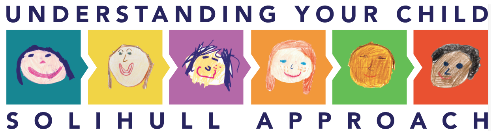 UNDERSTANDING YOUR CHILD
SOLIHULL APPROACH